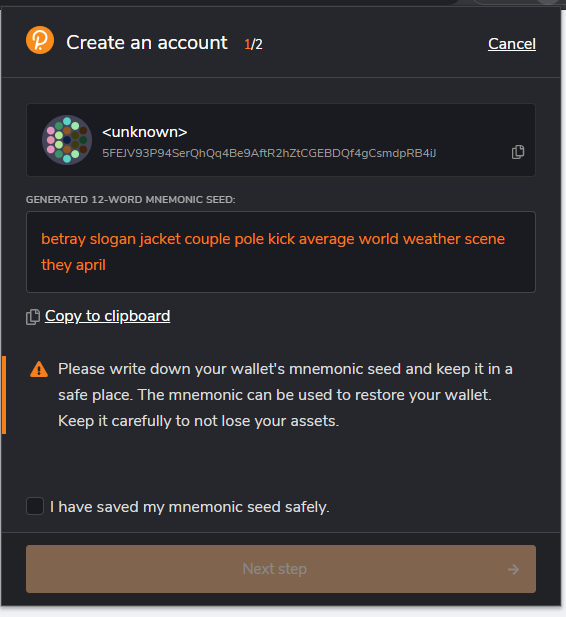 Create an account 1/2 Cancel
<unknown>
5FEJV93P94SerQhQq4Be9AftR2hZtCGEBDQf4gCsmdpRB4iJ
GENERATED 12-WORD MNEMONIC SEED:
betray slogan jacket couple pole kick average world weather scene
they april
Copy to clipboard
Please write down your wallet's mnemonic seed and keep it in a
safe place. The mnemonic can be used to restore your wallet.
Keep it carefully to not lose your assets.
I have saved my mnemonic seed safely.
Next step